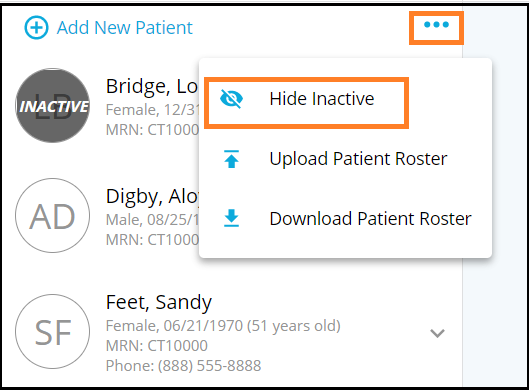 Add New Patient
LB
INACTIVE
Bridge, Lo
Female, 12/31
MRN: CT1000
Hide Inactive
Upload Patient Roster
Download Patient Roster
AD
Digby, Aloy
Male, 08/25/1
MRN: CT1000
SF
Feet, Sandy
Female, 06/21/1970 (51 years old)
MRN: CT10000
Phone: (888) 555-8888